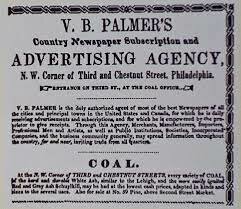 V. B. PALMER'S
Country Newspaper Subscription and
ADVERTISING AGENCY,
N. W. Corner of Third and Chestnut Street, Philadelphia.
ENTRANCE ON THIRD ST., AT THE COAL OFFICE.
V. B. PALMER is the duly authorized agent of most of the best Newspapers of all
the cities and principal towns in the United States and Canada, for which he is daily
receiving advertisements and subscriptions, and for which he is empowered to
give receipts. Through this Agency, Merchants, Manufacturers, Importers,
Professional Men and Artists, as well as Public Institutions, Societies, Incorporated
Companies, and the business community generally, may spread information throughout
the country, far and near, inviting trade from all quarters.
COAL.
At the N. W. Corner of THIRD and CHESTNUT STREETS, every variety of COAL, of
the hard and durable White Ash, similar to the Lehigh, and the more easily ignited
Red and Grey Ash Schuylkill, may be had at the lowest cash prices, adapted in kinds and
sizes to the several uses. Also for sale at No. 59 Pine, above Second Street Market.